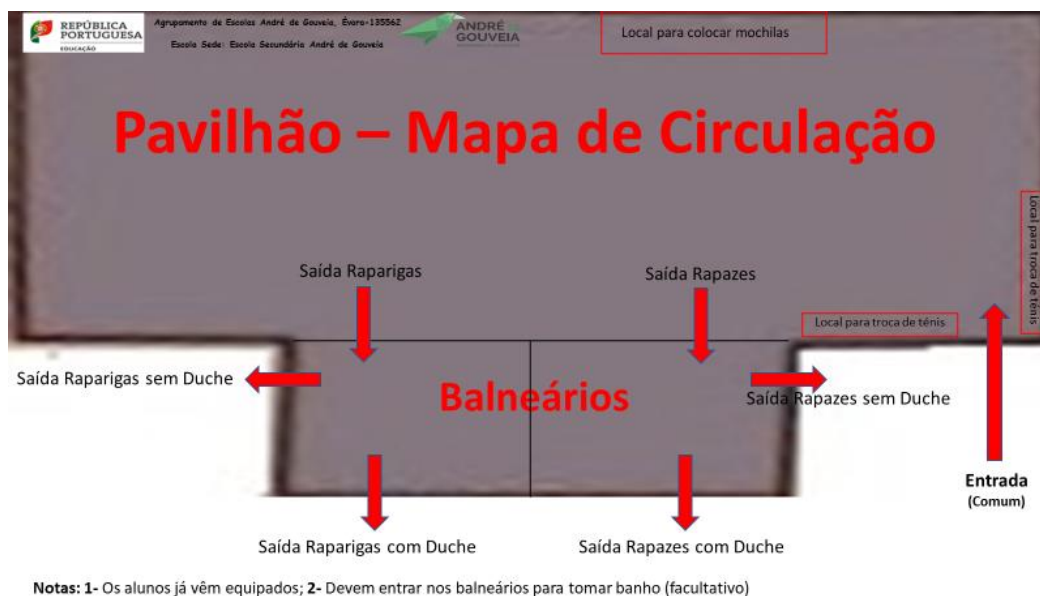 REPÚBLICA
PORTUGUESA
EDUCAÇÃO
Agrupamento de Escolas André de Gouveia, Évora-135562
Escola Sede: Escola Secundária André de Gouveia
ANDRÉ DE
GOUVEIA
Local para colocar mochilas
Pavilhão – Mapa de Circulação
Local para troca de ténis
Saída Raparigas
Saída Rapazes
Local para troca de ténis
Saída Raparigas sem Duche
Balneários
Saída Rapazes sem Duche
Entrada
(Comum)
Saída Raparigas com Duche
Saída Rapazes com Duche
Notas: 1- Os alunos já vêm equipados; 2- Devem entrar nos balneários para tomar banho (facultativo)